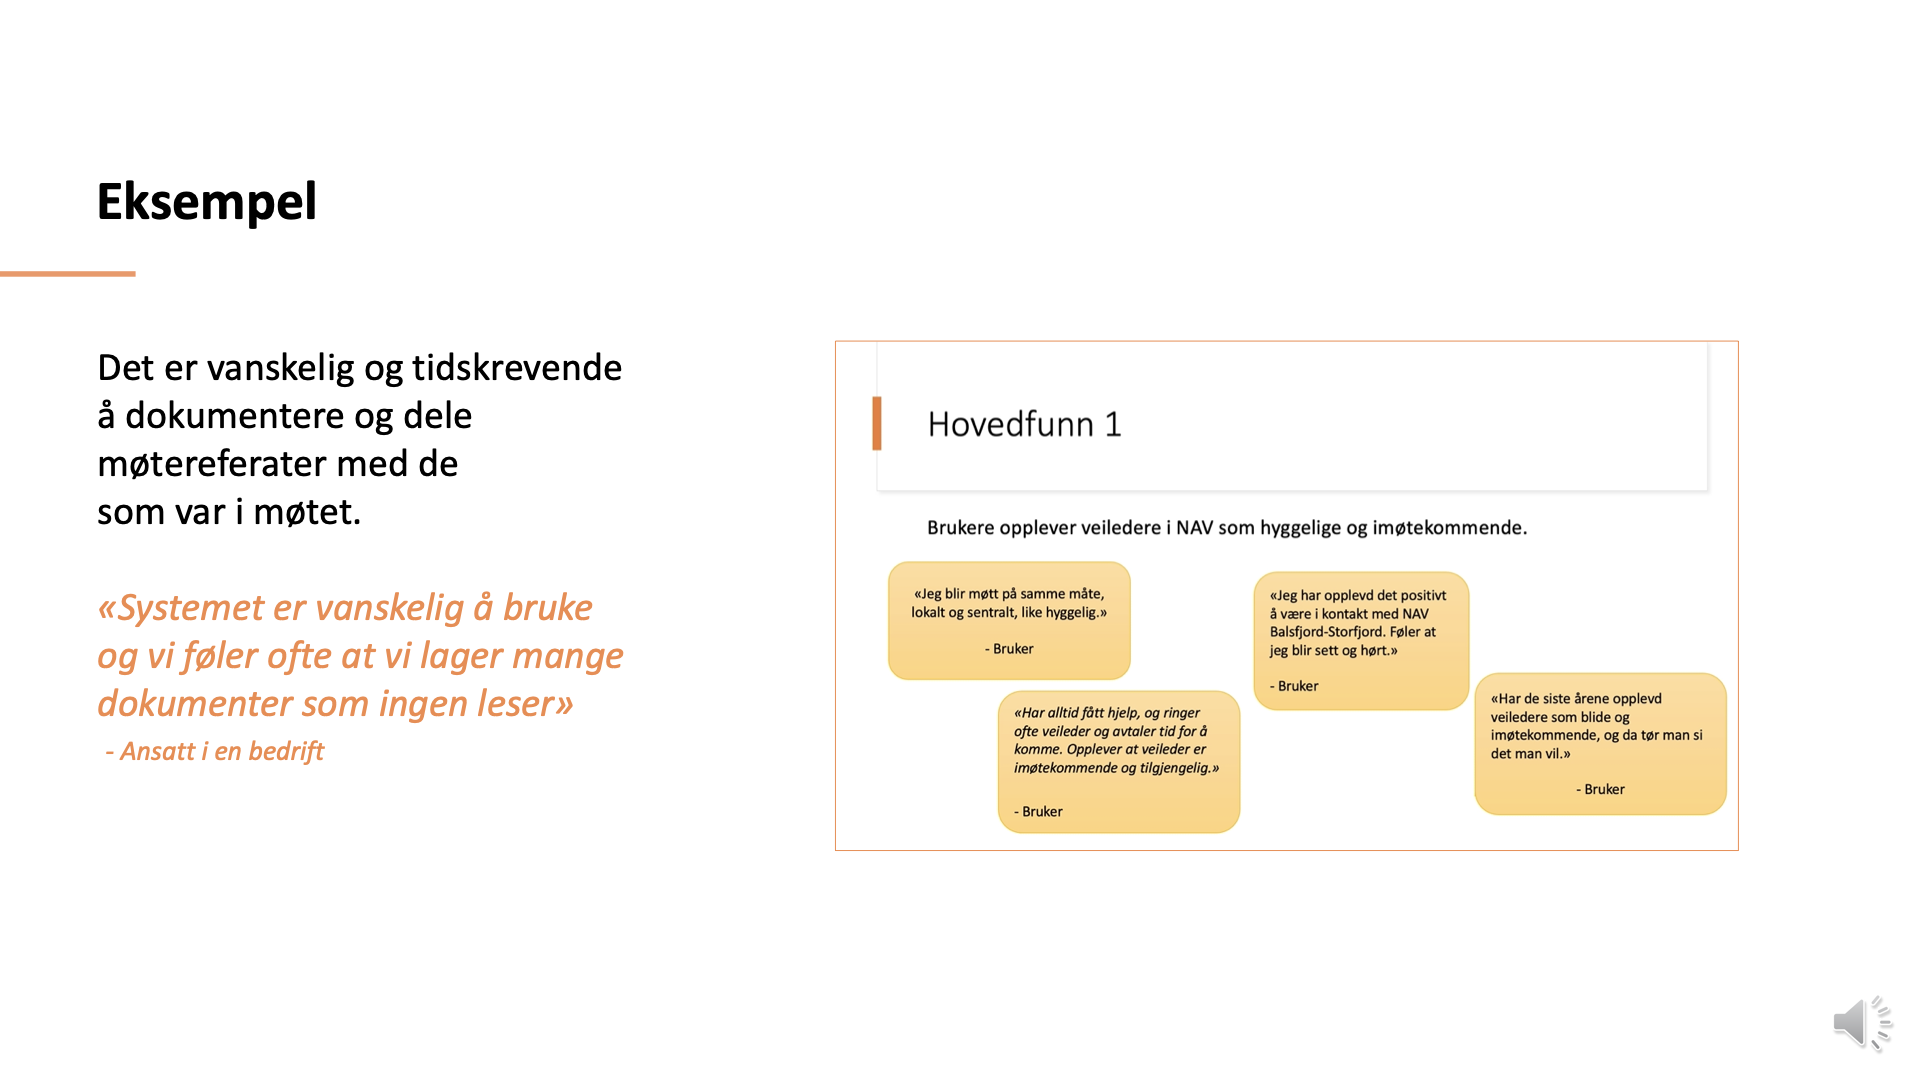 Eksempel
Det er vanskelig og tidskrevende
å dokumentere og dele
møtereferater med de
som var i møtet.
«Systemet er vanskelig å bruke
og vi føler ofte at vi lager mange
dokumenter som ingen leser»
- Ansatt i en bedrift
Hovedfunn 1
Brukere opplever veiledere i NAV som hyggelige og imøtekommende.
«Jeg blir møtt på samme måte,
lokalt og sentralt, like hyggelig.»
- Bruker
«Har alltid fått hjelp, og ringer
ofte veileder og avtaler tid for å
komme. Opplever at veileder er
imøtekommende og tilgjengelig.»
- Bruker
«Jeg har opplevd det positivt
å være i kontakt med NAV
Balsfjord-Storfjord. Føler at
jeg blir sett og hørt.»
- Bruker
«Har de siste årene opplevd
veiledere som blide og
imøtekommende, og da tør man si
det man vil.»
- Bruker